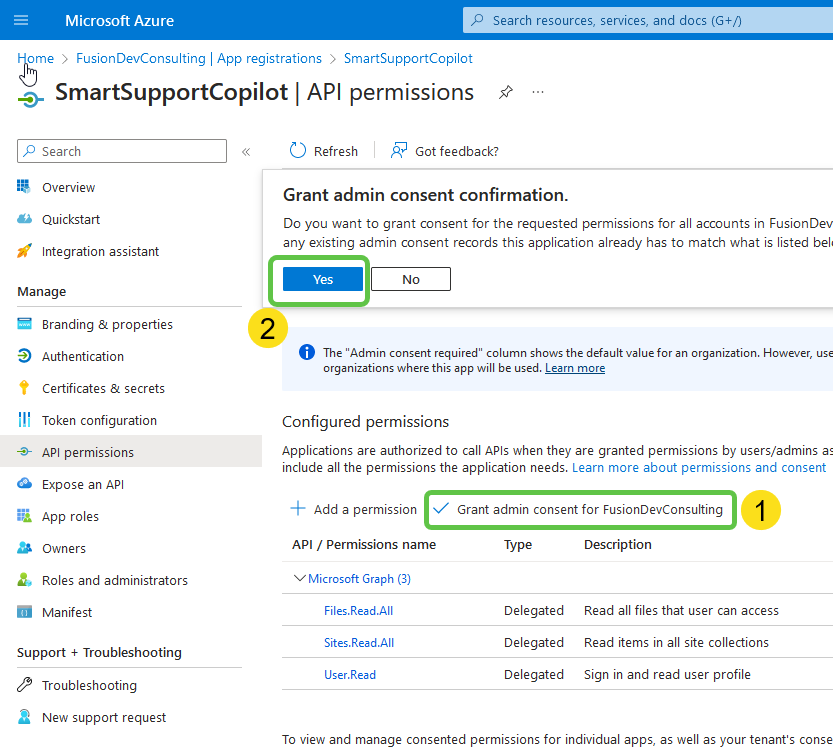 Microsoft Azure
Search resources, services, and docs (G+/)
Home > FusionDevConsulting | App registrations > SmartSupportCopilot
SmartSupportCopilot | API permissions ...
Search «
Refresh Got feedback?
Overview
Quickstart
Integration assistant
Manage
Branding & properties
Authentication
Certificates & secrets
Token configuration
API permissions
Expose an API
App roles
Owners
Roles and administrators
Manifest
Support + Troubleshooting
Troubleshooting
New support request
Grant admin consent confirmation.
Do you want to grant consent for the requested permissions for all accounts in FusionDev
any existing admin consent records this application already has to match what is listed
Yes No
2
The "Admin consent required" column shows the default value for an organization. However,
organizations where this app will be used. Learn more
Configured permissions
Applications are authorized to call APIs when they are granted permissions by users/admins as
include all the permissions the application needs. Learn more about permissions and consent
Add a permission Grant admin consent for FusionDevConsulting
1
API / Permissions name Type Description
Microsoft Graph (3)
Files.Read.All Delegated Read all files that user can access
Sites.Read.All Delegated Read items in all site collections
User.Read Delegated Sign in and read user profile
To view and manage consented permissions for individual apps, as well as your tenant's